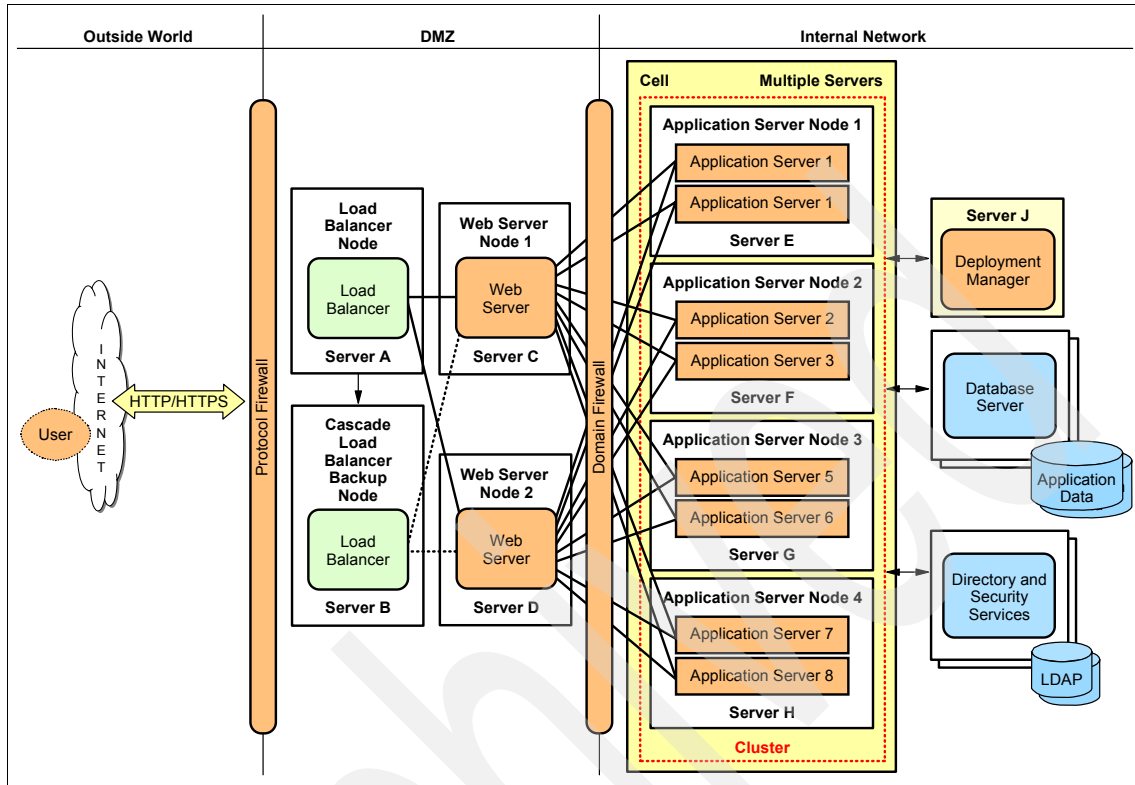 Outside World
DMZ
Internal Network
Protocol Firewall
Domain Firewall
User
INTERNET
HTTP/HTTPS
Load
Balancer
Node
Load
Balancer
Server A
Cascade
Load
Balancer
Backup
Node
Load
Balancer
Server B
Web Server
Node 1
Web
Server
Server C
Web Server
Node 2
Web
Server
Server D
Cell
Multiple Servers
Application Server Node 1
Application Server 1
Application Server 1
Server E
Application Server Node 2
Application Server 2
Application Server 3
Server F
Application Server Node 3
Application Server 5
Application Server 6
Server G
Application Server Node 4
Application Server 7
Application Server 8
Server H
Cluster
Server J
Deployment
Manager
Database
Server
Application
Data
Directory and
Security
Services
LDAP